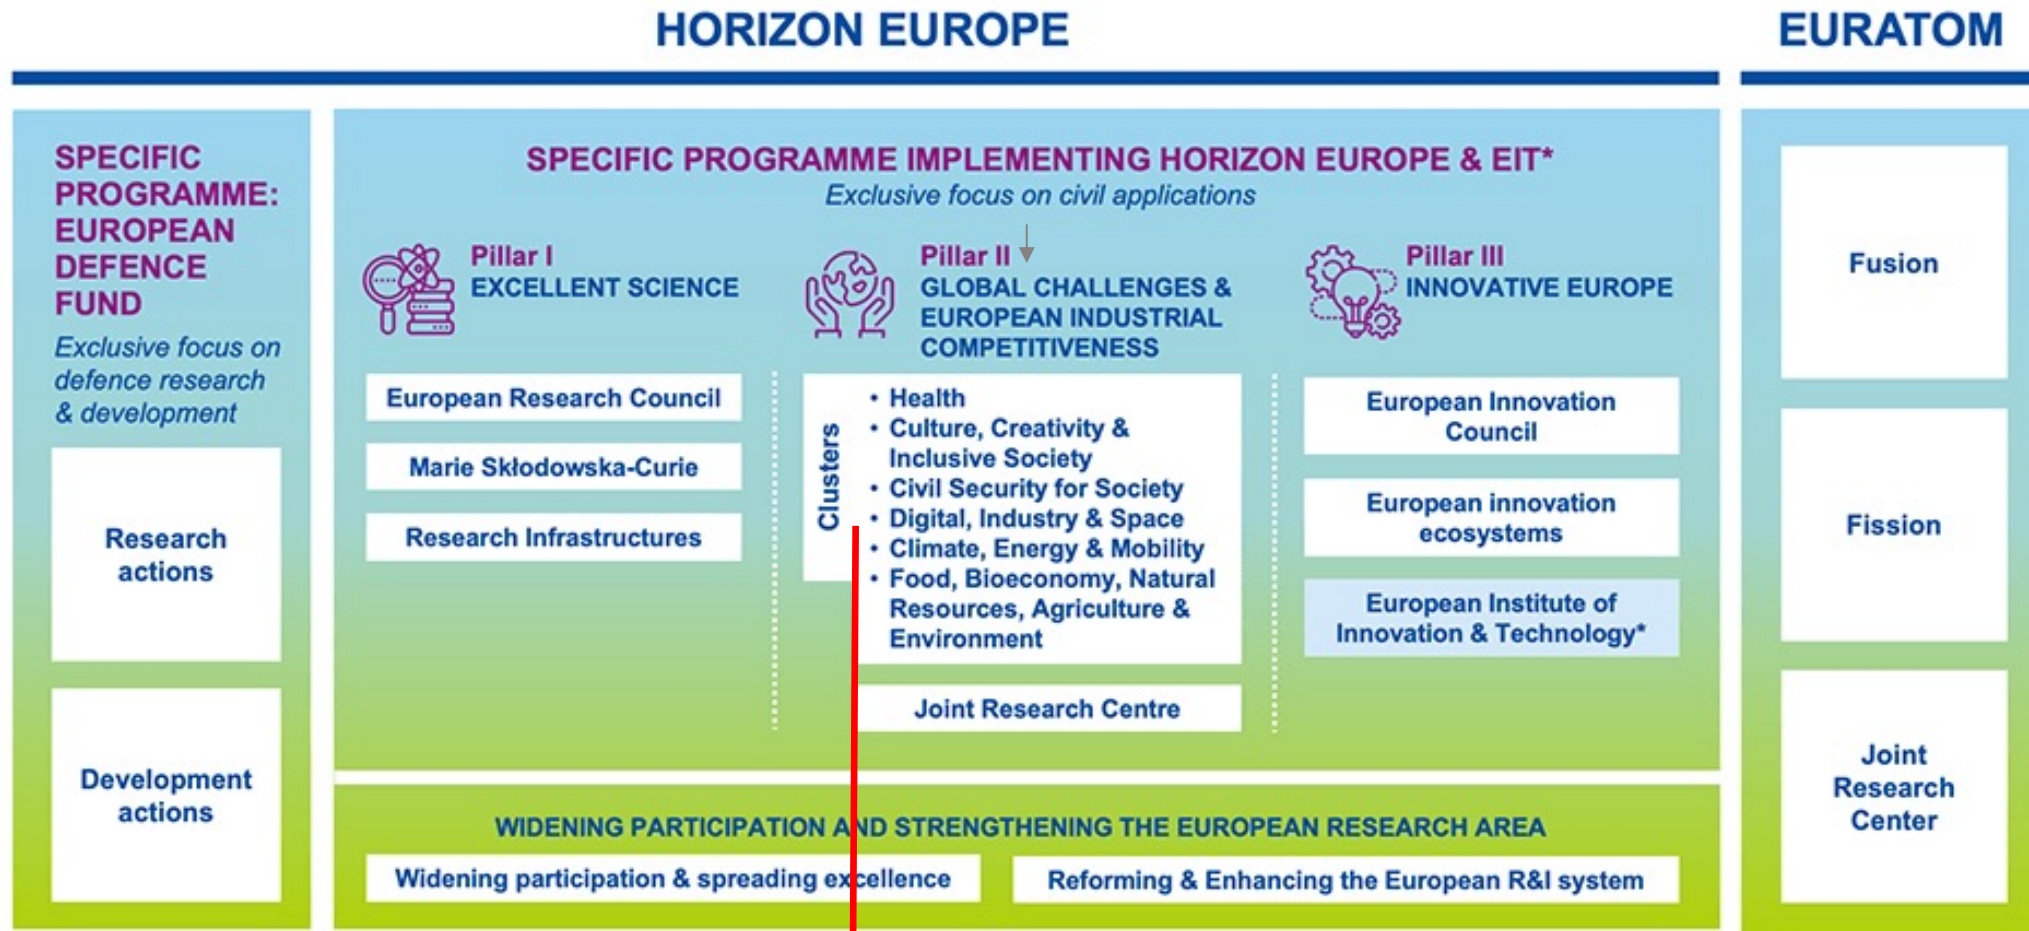 HORIZON EUROPE
EURATOM
SPECIFIC
PROGRAMME:
EUROPEAN
DEFENCE
FUND
Exclusive focus on
defence research
& development
Research
actions
Development
actions
SPECIFIC PROGRAMME IMPLEMENTING HORIZON EUROPE & EIT*
Exclusive focus on civil applications
Pillar I
EXCELLENT SCIENCE
European Research Council
Marie Skłodowska-Curie
Research Infrastructures
Pillar II
GLOBAL CHALLENGES &
EUROPEAN INDUSTRIAL
COMPETITIVENESS
Clusters
• Health
• Culture, Creativity &
Inclusive Society
• Civil Security for Society
• Digital, Industry & Space
• Climate, Energy & Mobility
• Food, Bioeconomy, Natural
Resources, Agriculture &
Environment
Joint Research Centre
Pillar III
INNOVATIVE EUROPE
European Innovation
Council
European innovation
ecosystems
European Institute of
Innovation & Technology*
WIDENING PARTICIPATION AND STRENGTHENING THE EUROPEAN RESEARCH AREA
Widening participation & spreading excellence
Reforming & Enhancing the European R&I system
Fusion
Fission
Joint
Research
Center